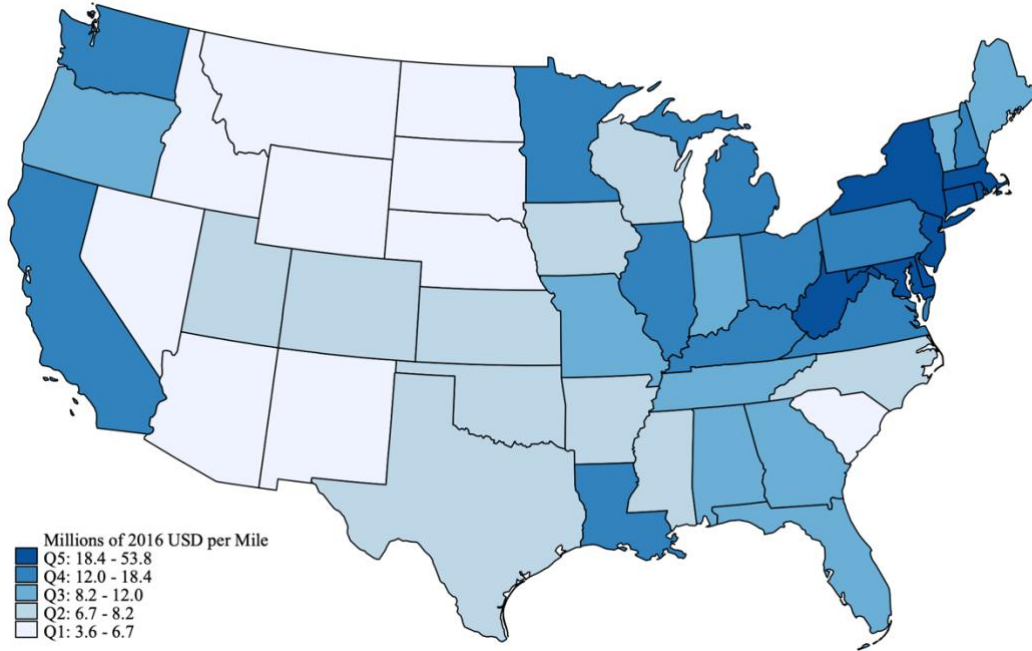 Millions of 2016 USD per Mile
Q5: 18.4 - 53.8
Q4: 12.0 - 18.4
Q3: 8.2 - 12.0
Q2: 6.7 - 8.2
Q1: 3.6 - 6.7